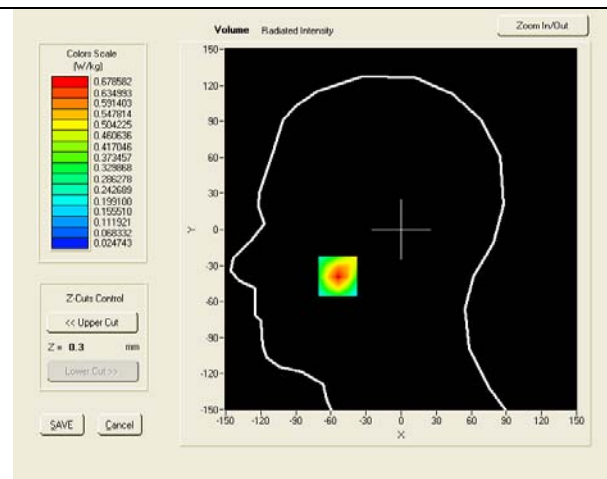 Volume Radiated Intensity
Zoom In/Out
Colors Scale
(W/kg)
0.678582
0.634993
0.591403
0.547814
0.504225
0.460636
0.417046
0.373457
0.329868
0.286278
0.242689
0.199100
0.155510
0.111921
0.068332
0.024743
Z-Cuts Control
<< Upper Cut
Z = 0.3 mm
Lower Cut >>
SAVE Cancel
150
120
90
60
30
0
-30
-60
-90
-120
-150
Y
-150 -120 -90 -60 -30 0 30 60 90 120 150
X